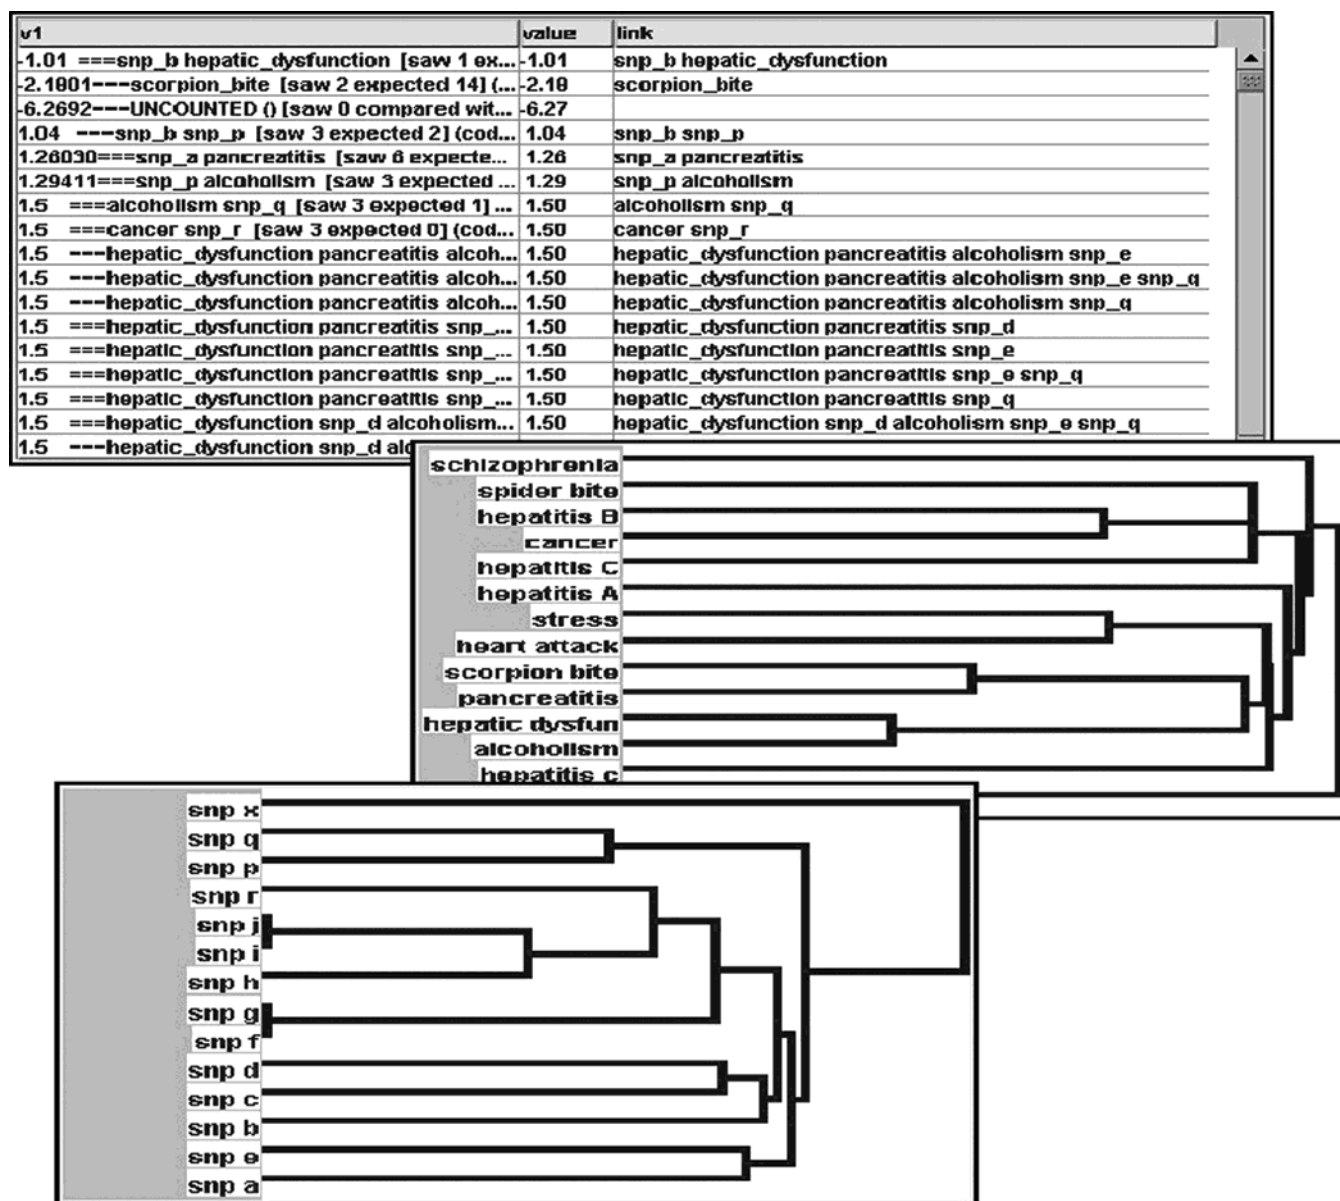 v1 value link
-1.01 ===snp_b hepatic_dysfunction [saw 1 ex... -1.01 snp_b hepatic_dysfunction
-2.1801---scorpion_bite [saw 2 expected 14] (... -2.18 scorpion_bite
-6.2692---UNCOUNTED () [saw 0 compared wit... -6.27
1.04 ---snp_b snp_p [saw 3 expected 2] (cod... 1.04 snp_b snp_p
1.26030===snp_a pancreatitis [saw 6 expecte... 1.26 snp_a pancreatitis
1.29411===snp_p alcoholism [saw 3 expected ... 1.29 snp_p alcoholism
1.5 ===alcoholism snp_q [saw 3 expected 1] ... 1.50 alcoholism snp_q
1.5 ===cancer snp_r [saw 3 expected 0] (cod... 1.50 cancer snp_r
1.5 ---hepatic_dysfunction pancreatitis alcoh... 1.50 hepatic_dysfunction pancreatitis alcoholism snp_e
1.5 ---hepatic_dysfunction pancreatitis alcoh... 1.50 hepatic_dysfunction pancreatitis alcoholism snp_e snp_q
1.5 ---hepatic_dysfunction pancreatitis alcoh... 1.50 hepatic_dysfunction pancreatitis alcoholism snp_q
1.5 ===hepatic_dysfunction pancreatitis snp_... 1.50 hepatic_dysfunction pancreatitis snp_d
1.5 ===hepatic_dysfunction pancreatitis snp_... 1.50 hepatic_dysfunction pancreatitis snp_e
1.5 ===hepatic_dysfunction pancreatitis snp_... 1.50 hepatic_dysfunction pancreatitis snp_e snp_q
1.5 ===hepatic_dysfunction pancreatitis snp_... 1.50 hepatic_dysfunction pancreatitis snp_q
1.5 ===hepatic_dysfunction snp_d alcoholism... 1.50 hepatic_dysfunction snp_d alcoholism snp_e snp_q
1.5 ---hepatic_dysfunction snp_d alc
schizophrenia
spider bite
hepatitis B
cancer
hepatitis C
hepatitis A
stress
heart attack
scorpion bite
pancreatitis
hepatic dysfun
alcoholism
hepatitis c
snp x
snp q
snp p
snp r
snp j
snp i
snp h
snp g
snp f
snp d
snp c
snp b
snp e
snp a